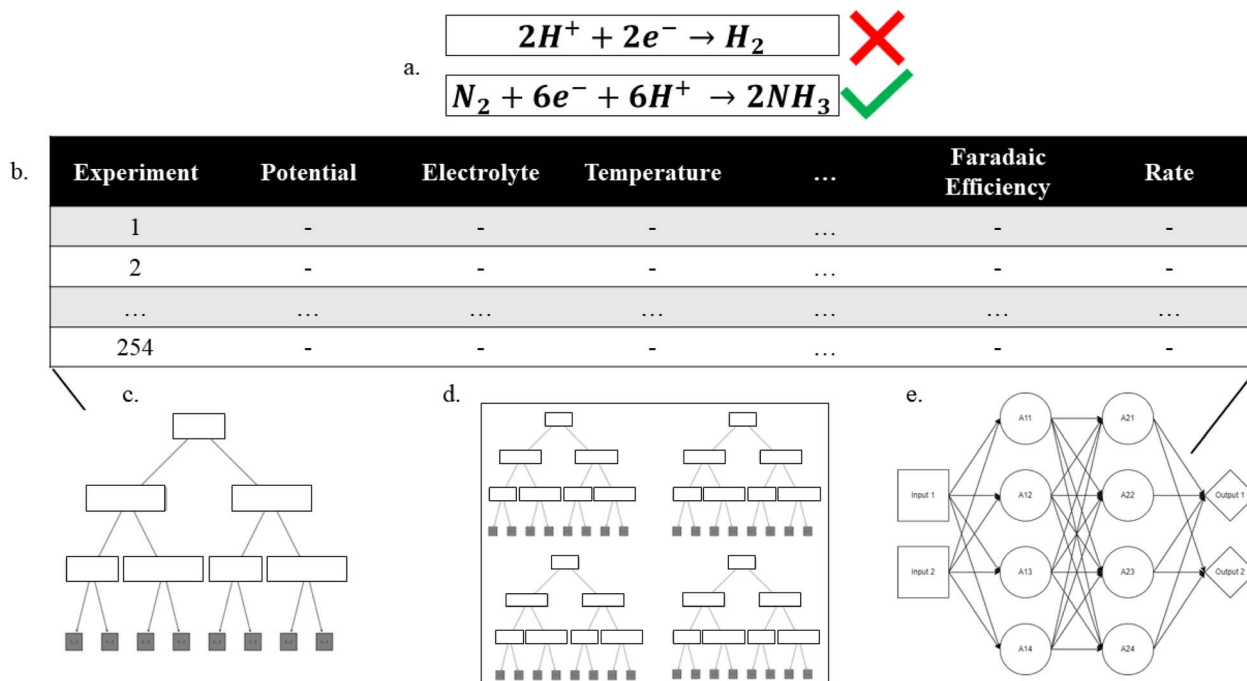 2H⁺ + 2e⁻ → H₂
a.
N₂ + 6e⁻ + 6H⁺ → 2NH₃
b.
Experiment Potential Electrolyte Temperature … Faradaic Efficiency Rate
1 - - - … - -
2 - - - … - -
… … … … … … …
254 - - - … - -
c.
d.
e.
A11 A21
Input 1 A12 A22 Output 1
Input 2 A13 A23 Output 2
A14 A24